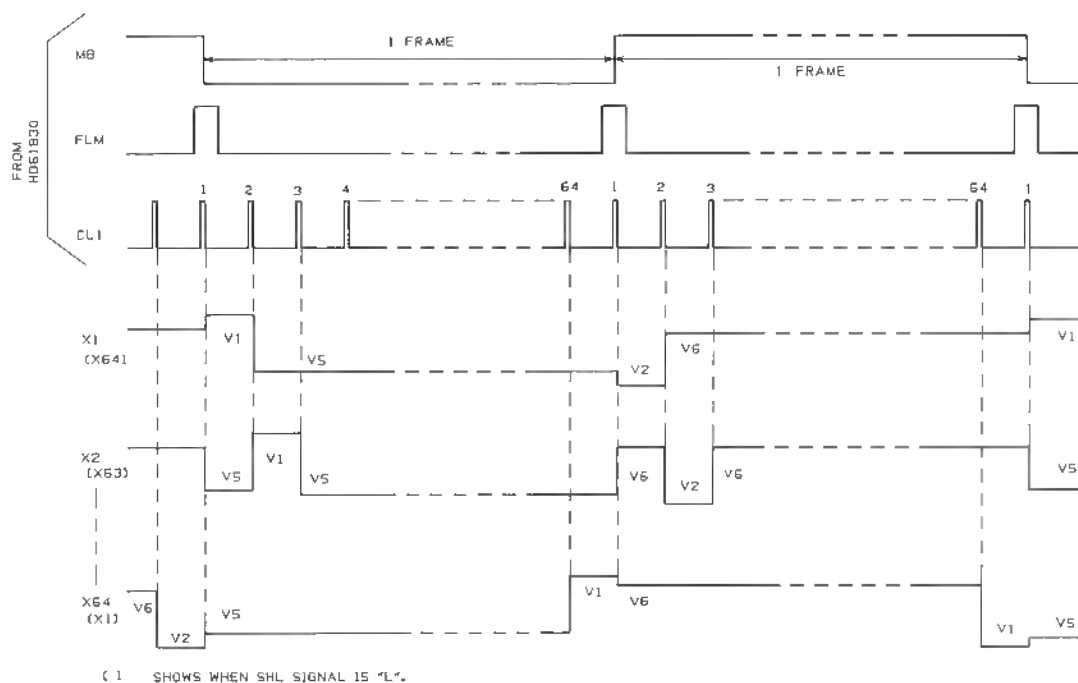 MB
1 FRAME
1 FRAME
FROM
HD61830
FLM
1 2 3 4 64 1 2 3 64 1
CL1
X1
(X64)
V1 V5 V2 V6 V1
X2
(X63)
V5 V1 V5 V6 V2 V6 V5
X64
(X1)
V6 V2 V5 V1 V6 V1 V5
( ) SHOWS WHEN SHL SIGNAL IS "L".